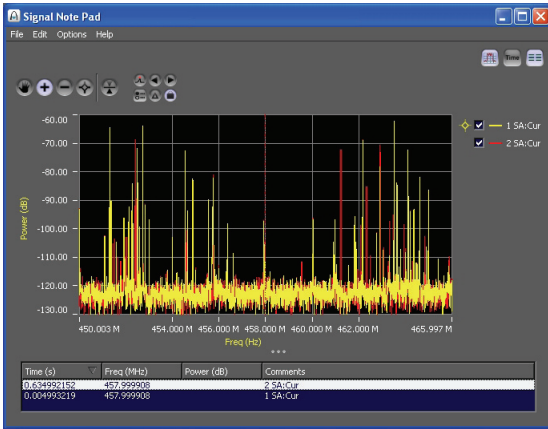 Signal Note Pad
File Edit Options Help
Time
-60.00
-70.00
-80.00
-90.00
-100.00
-110.00
-120.00
-130.00
Power (dB)
1 SA:Cur
2 SA:Cur
450.003 M 454.000 M 456.000 M 458.000 M 460.000 M 462.000 M 465.997 M
Freq (Hz)
Time (s) Freq (MHz) Power (dB) Comments
0.634992152 457.999908 2 SA:Cur
0.004993219 457.999908 1 SA:Cur